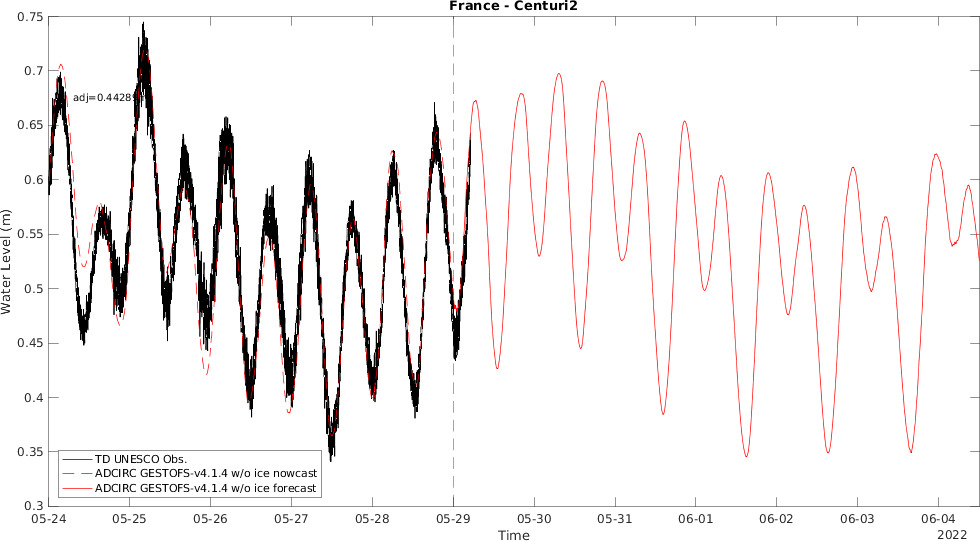 France - Centuri2
0.75
0.7
0.65
0.6
0.55
0.5
0.45
0.4
0.35
0.3
Water Level (m)
adj=0.4428
TD UNESCO Obs.
ADCIRC GESTOFS-v4.1.4 w/o ice nowcast
ADCIRC GESTOFS-v4.1.4 w/o ice forecast
05-24 05-25 05-26 05-27 05-28 05-29 05-30 05-31 06-01 06-02 06-03 06-04
Time
2022